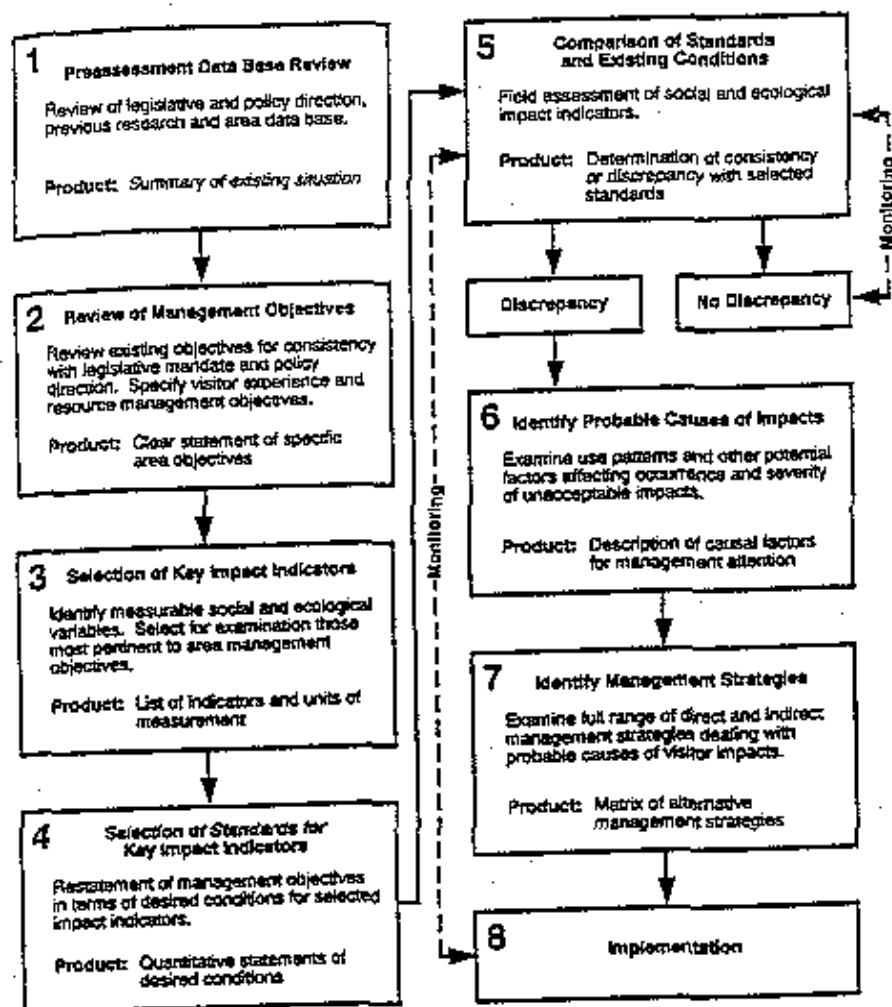 1
Preassessment Data Base Review
Review of legislative and policy direction,
previous research and area data base.
Product: Summary of existing situation
2
Review of Management Objectives
Review existing objectives for consistency
with legislative mandate and policy
direction. Specify visitor experience and
resource management objectives.
Product: Clear statement of specific
area objectives
3
Selection of Key Impact Indicators
Identify measurable social and ecological
variables. Select for examination those
most pertinent to area management
objectives.
Product: List of indicators and units of
measurement
4
Selection of Standards for
Key Impact Indicators
Restatement of management objectives
in terms of desired conditions for selected
impact indicators.
Product: Quantitative statements of
desired conditions
5
Comparison of Standards
and Existing Conditions
Field assessment of social and ecological
impact indicators.
Product: Determination of consistency
or discrepancy with selected
standards
Monitoring
Discrepancy
No Discrepancy
Monitoring
6
Identify Probable Causes of Impacts
Examine use patterns and other potential
factors affecting occurrence and severity
of unacceptable impacts.
Product: Description of causal factors
for management attention
7
Identify Management Strategies
Examine full range of direct and indirect
management strategies dealing with
probable causes of visitor impacts.
Product: Matrix of alternative
management strategies
8
Implementation